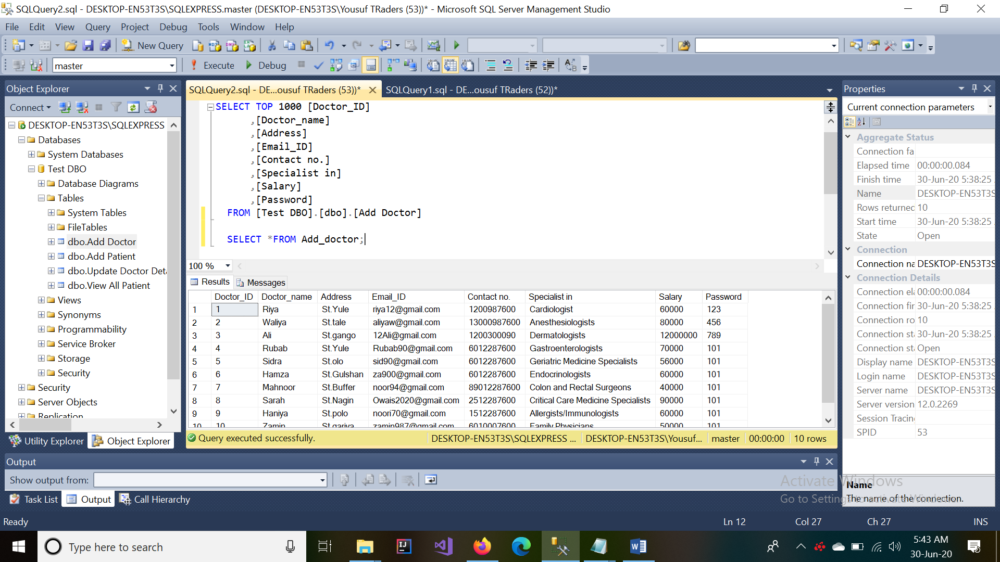 SQLQuery2.sql - DESKTOP-EN53T3S\SQLEXPRESS.master (DESKTOP-EN53T3S\Yousuf TRaders (53))* - Microsoft SQL Server Management Studio
File Edit View Query Project Debug Tools Window Help
New Query
master Execute Debug
Object Explorer
Connect
DESKTOP-EN53T3S\SQLEXPRESS
Databases
System Databases
Test DBO
Database Diagrams
Tables
System Tables
FileTables
dbo.Add Doctor
dbo.Add Patient
dbo.Update Doctor Deta
dbo.View All Patient
Views
Synonyms
Programmability
Service Broker
Storage
Security
Security
Server Objects
Replication
Utility Explorer Object Explorer
SQLQuery2.sql - DE...ousuf TRaders (53))* SQLQuery1.sql - DE...ousuf TRaders (52))*
SELECT TOP 1000 [Doctor_ID]
,[Doctor_name]
,[Address]
,[Email_ID]
,[Contact no.]
,[Specialist in]
,[Salary]
,[Password]
FROM [Test DBO].[dbo].[Add Doctor]
SELECT *FROM Add_doctor;
100 %
Results Messages
Doctor_ID Doctor_name Address Email_ID Contact no. Specialist in Salary Password
1 1 Riya St.Yule riya12@gmail.com 1200987600 Cardiologist 60000 123
2 2 Waliya St.tale aliyaw@gmail.com 13000987600 Anesthesiologists 80000 456
3 3 Ali St.gango 12Ali@gmail.com 1200300090 Dermatologists 12000000 789
4 4 Rubab St.Yule Rubab90@gmail.com 6012287600 Gastroenterologists 70000 101
5 5 Sidra St.olo sid90@gmail.com 6012287600 Geriatric Medicine Specialists 56000 101
6 6 Hamza St.Gulshan za900@gmail.com 6012287600 Endocrinologists 60000 101
7 7 Mahnoor St.Buffer noor94@gmail.com 89012287600 Colon and Rectal Surgeons 40000 101
8 8 Sarah St.Nagin Owais2020@gmail.com 2512287600 Critical Care Medicine Specialists 90000 101
9 9 Haniya St.polo noori70@gmail.com 1512287600 Allergists/Immunologists 60000 101
10 10 Zamin St.gariya zamin987@gmail.com 6010007600 Family Physicians 50000 101
Query executed successfully. DESKTOP-EN53T3S\SQLEXPRESS ... DESKTOP-EN53T3S\Yousuf... master 00:00:00 10 rows
Properties
Current connection parameters
Aggregate Status
Connection fa
Elapsed time 00:00:00.084
Finish time 30-Jun-20 5:38:25
Name DESKTOP-EN53T3S
Rows returned 10
Start time 30-Jun-20 5:38:25
State Open
Connection
Connection na DESKTOP-EN53T3S
Connection Details
Connection ela 00:00:00.084
Connection fin 30-Jun-20 5:38:25
Connection ro 10
Connection sta 30-Jun-20 5:38:25
Connection sta Open
Display name DESKTOP-EN53T3S
Login name DESKTOP-EN53T3S
Server name DESKTOP-EN53T3S
Server version 12.0.2269
Session Tracing
SPID 53
Name
The name of the connection.
Activate Windows
Go to Settings to activate Windows.
Output
Show output from:
Task List Output Call Hierarchy
Ready Ln 12 Col 27 Ch 27 INS
Type here to search
5:43 AM
30-Jun-20